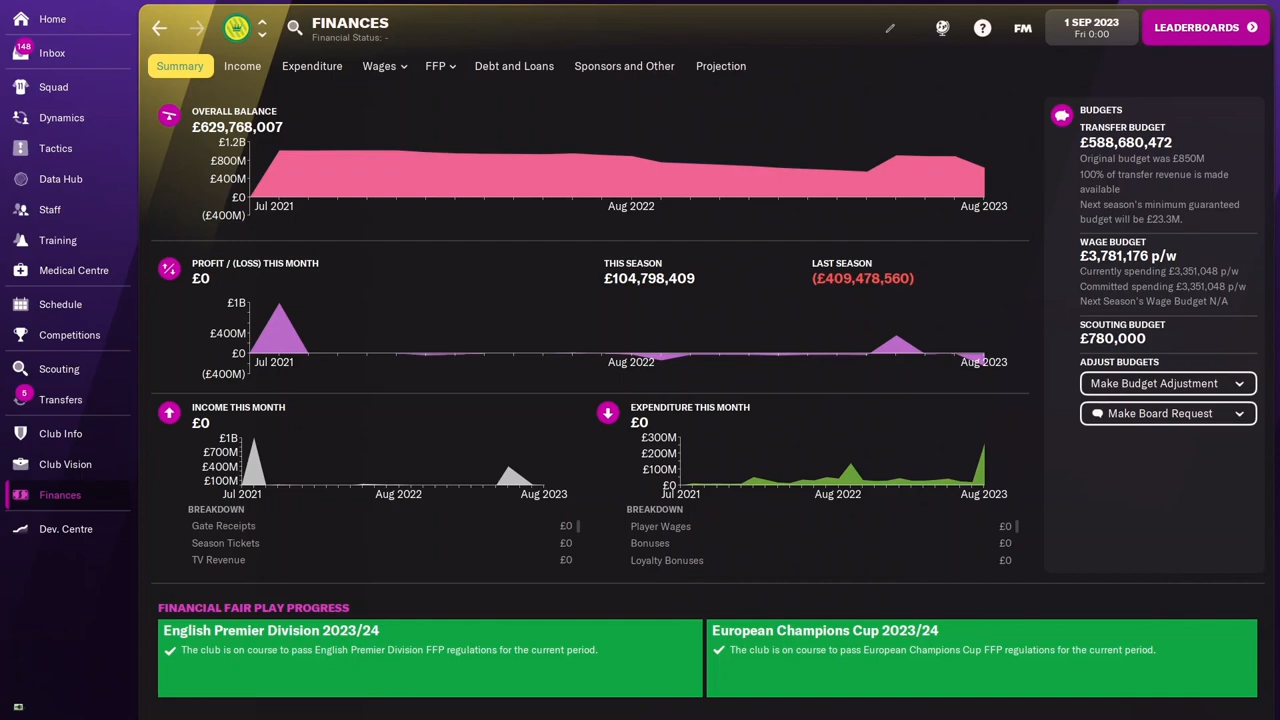 Home
148
Inbox
Squad
Dynamics
Tactics
Data Hub
Staff
Training
Medical Centre
Schedule
Competitions
Scouting
5
Transfers
Club Info
Club Vision
Finances
Dev. Centre
FINANCES
Financial Status: -
FM
1 SEP 2023
Fri 0:00
LEADERBOARDS
Summary
Income
Expenditure
Wages
FFP
Debt and Loans
Sponsors and Other
Projection
OVERALL BALANCE
£629,768,007
£1.2B
£800M
£400M
£0
(£400M)
Jul 2021
Aug 2022
Aug 2023
PROFIT / (LOSS) THIS MONTH
£0
THIS SEASON
£104,798,409
LAST SEASON
(£409,478,560)
£1B
£400M
£0
(£400M)
Jul 2021
Aug 2022
Aug 2023
INCOME THIS MONTH
£0
£1B
£700M
£400M
£100M
Jul 2021
Aug 2022
Aug 2023
BREAKDOWN
Gate Receipts £0
Season Tickets £0
TV Revenue £0
EXPENDITURE THIS MONTH
£0
£300M
£200M
£100M
£0
Jul 2021
Aug 2022
Aug 2023
BREAKDOWN
Player Wages £0
Bonuses £0
Loyalty Bonuses £0
BUDGETS
TRANSFER BUDGET
£588,680,472
Original budget was £850M
100% of transfer revenue is made
available
Next season's minimum guaranteed
budget will be £23.3M.
WAGE BUDGET
£3,781,176 p/w
Currently spending £3,351,048 p/w
Committed spending £3,351,048 p/w
Next Season's Wage Budget N/A
SCOUTING BUDGET
£780,000
ADJUST BUDGETS
Make Budget Adjustment
Make Board Request
FINANCIAL FAIR PLAY PROGRESS
English Premier Division 2023/24
The club is on course to pass English Premier Division FFP regulations for the current period.
European Champions Cup 2023/24
The club is on course to pass European Champions Cup FFP regulations for the current period.